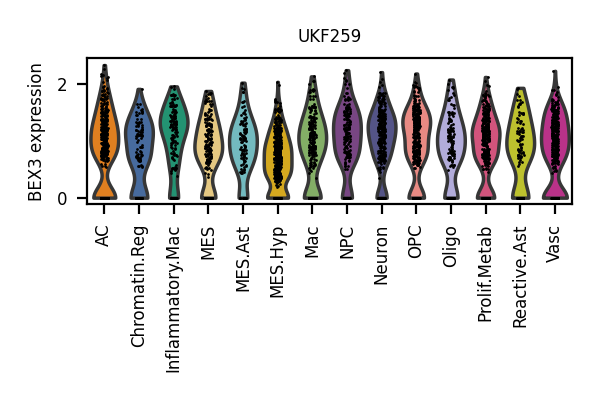 UKF259
BEX3 expression
2
0
AC
Chromatin.Reg
Inflammatory.Mac
MES
MES.Ast
MES.Hyp
Mac
NPC
Neuron
OPC
Oligo
Prolif.Metab
Reactive.Ast
Vasc